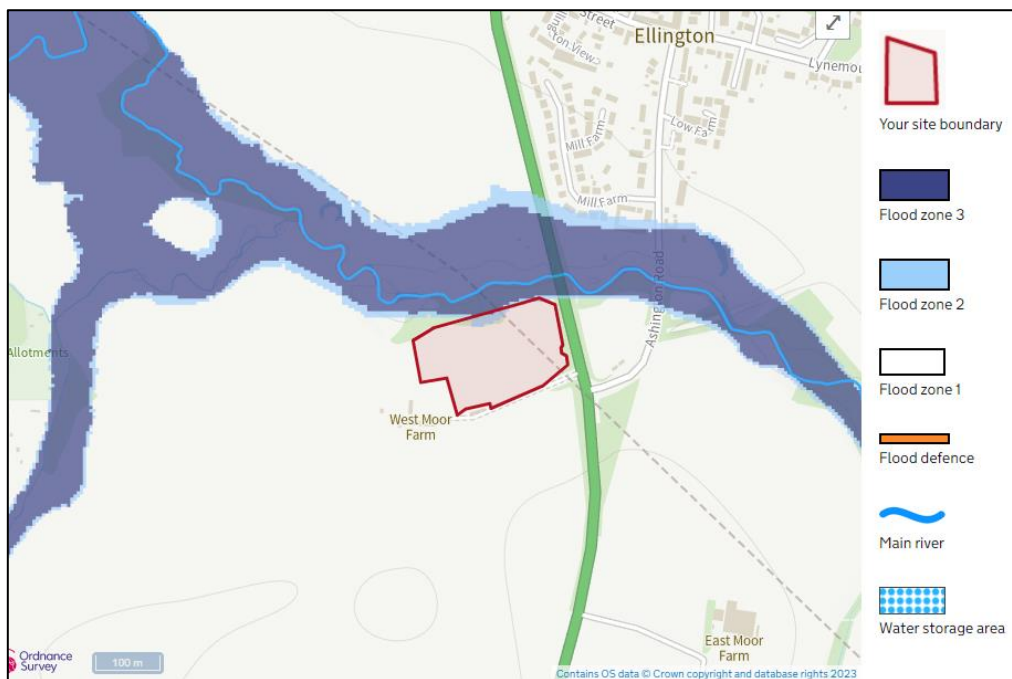 Street
ton View
Ellington
Lynemou
Low Farm
Mill Farm
Mill Farm
Ashington Road
Allotments
West Moor
Farm
East Moor
Farm
Ordnance
Survey
100 m
Contains OS data © Crown copyright and database rights 2023
Your site boundary
Flood zone 3
Flood zone 2
Flood zone 1
Flood defence
Main river
Water storage area